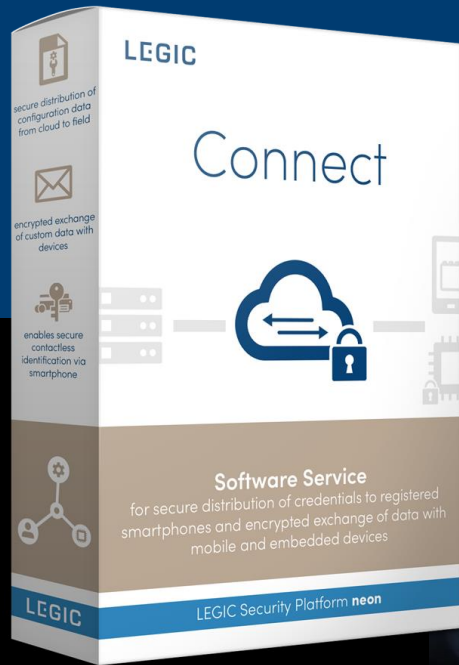 secure distribution of
configuration data
from cloud to field
encrypted exchange
of custom data with
devices
enables secure
contactless
identification via
smartphone
LEGIC
LEGIC
Connect
Software Service
for secure distribution of credentials to registered
smartphones and encrypted exchange of data with
mobile and embedded devices
LEGIC Security Platform neon